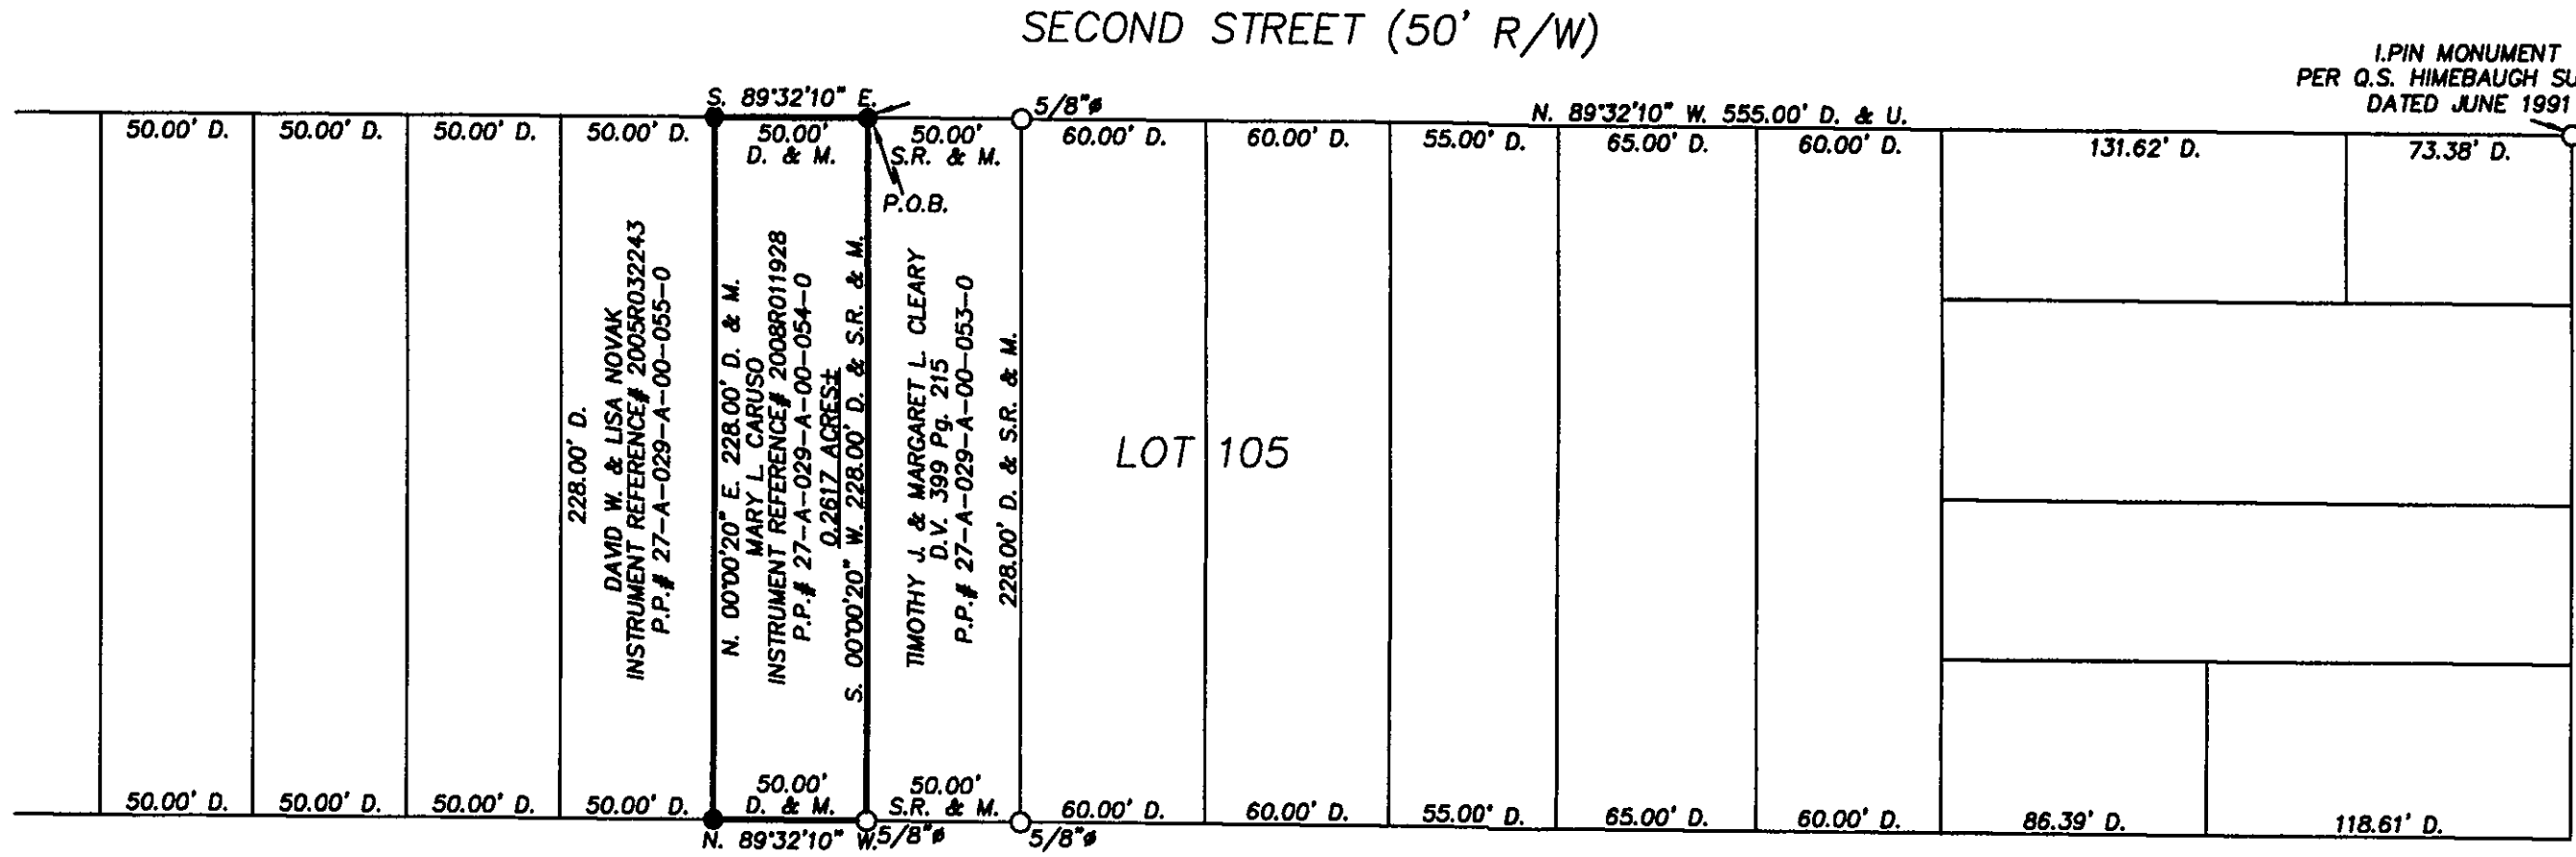 SECOND STREET (50' R/W)
I.PIN MONUMENT
PER Q.S. HIMEBAUGH SU
DATED JUNE 1991
S. 89°32'10" E.
5/8"ø
N. 89°32'10" W. 555.00' D. & U.
50.00' D.
50.00' D.
50.00' D.
50.00' D.
50.00'
D. & M.
50.00'
S.R. & M.
60.00' D.
60.00' D.
55.00' D.
65.00' D.
60.00' D.
131.62' D.
73.38' D.
P.O.B.
228.00' D.
DAVID W. & LISA NOVAK
INSTRUMENT REFERENCE# 2005R032243
P.P.# 27-A-029-A-00-055-0
N. 00°00'20" E. 228.00' D. & M.
MARY L. CARUSO
INSTRUMENT REFERENCE# 2008R011928
P.P.# 27-A-029-A-00-054-0
0.2617 ACRES±
S. 00°00'20" W. 228.00' D. & S.R. & M.
TIMOTHY J. & MARGARET L. CLEARY
D.V. 399 Pg. 215
P.P.# 27-A-029-A-00-053-0
228.00' D. & S.R. & M.
LOT 105
50.00' D.
50.00' D.
50.00' D.
50.00' D.
50.00'
D. & M.
50.00'
S.R. & M.
60.00' D.
60.00' D.
55.00' D.
65.00' D.
60.00' D.
86.39' D.
118.61' D.
N. 89°32'10" W.
5/8"ø
5/8"ø